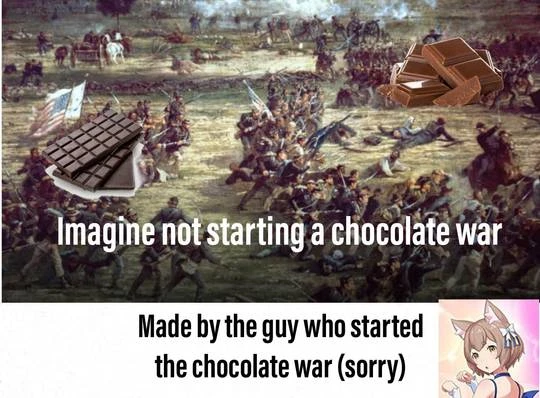 Imagine not starting a chocolate war
Made by the guy who started
the chocolate war (sorry)